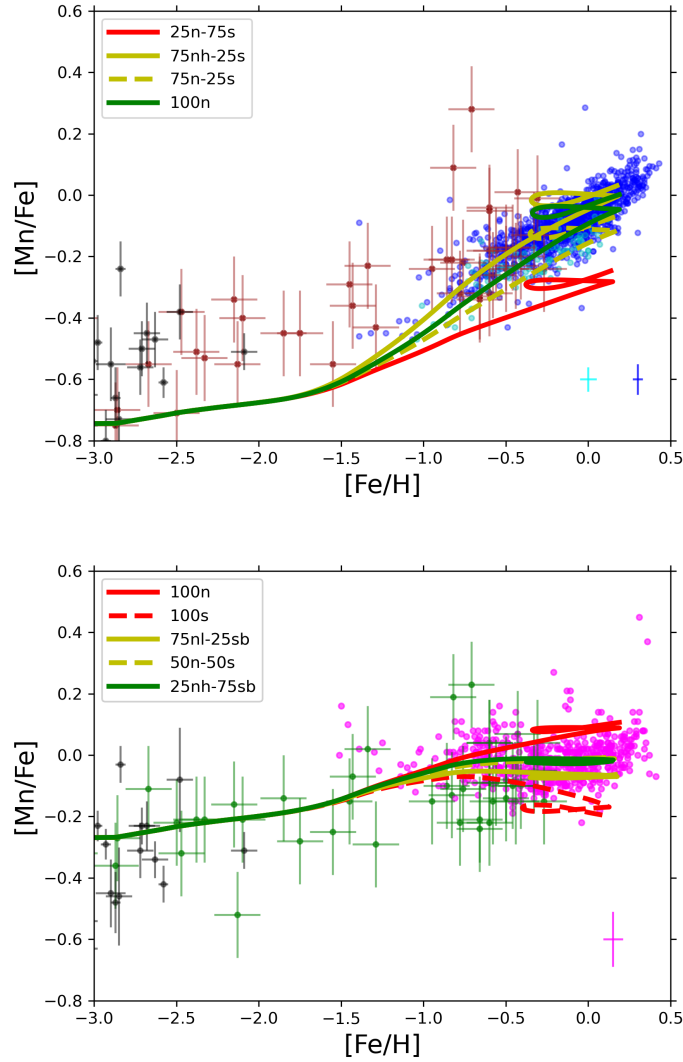 0.6
0.4
0.2
0.0
−0.2
−0.4
−0.6
−0.8
[Mn/Fe]
25n-75s
75nh-25s
75n-25s
100n
−3.0 −2.5 −2.0 −1.5 −1.0 −0.5 0.0 0.5
[Fe/H]
0.6
0.4
0.2
0.0
−0.2
−0.4
−0.6
−0.8
[Mn/Fe]
100n
100s
75nl-25sb
50n-50s
25nh-75sb
−3.0 −2.5 −2.0 −1.5 −1.0 −0.5 0.0 0.5
[Fe/H]